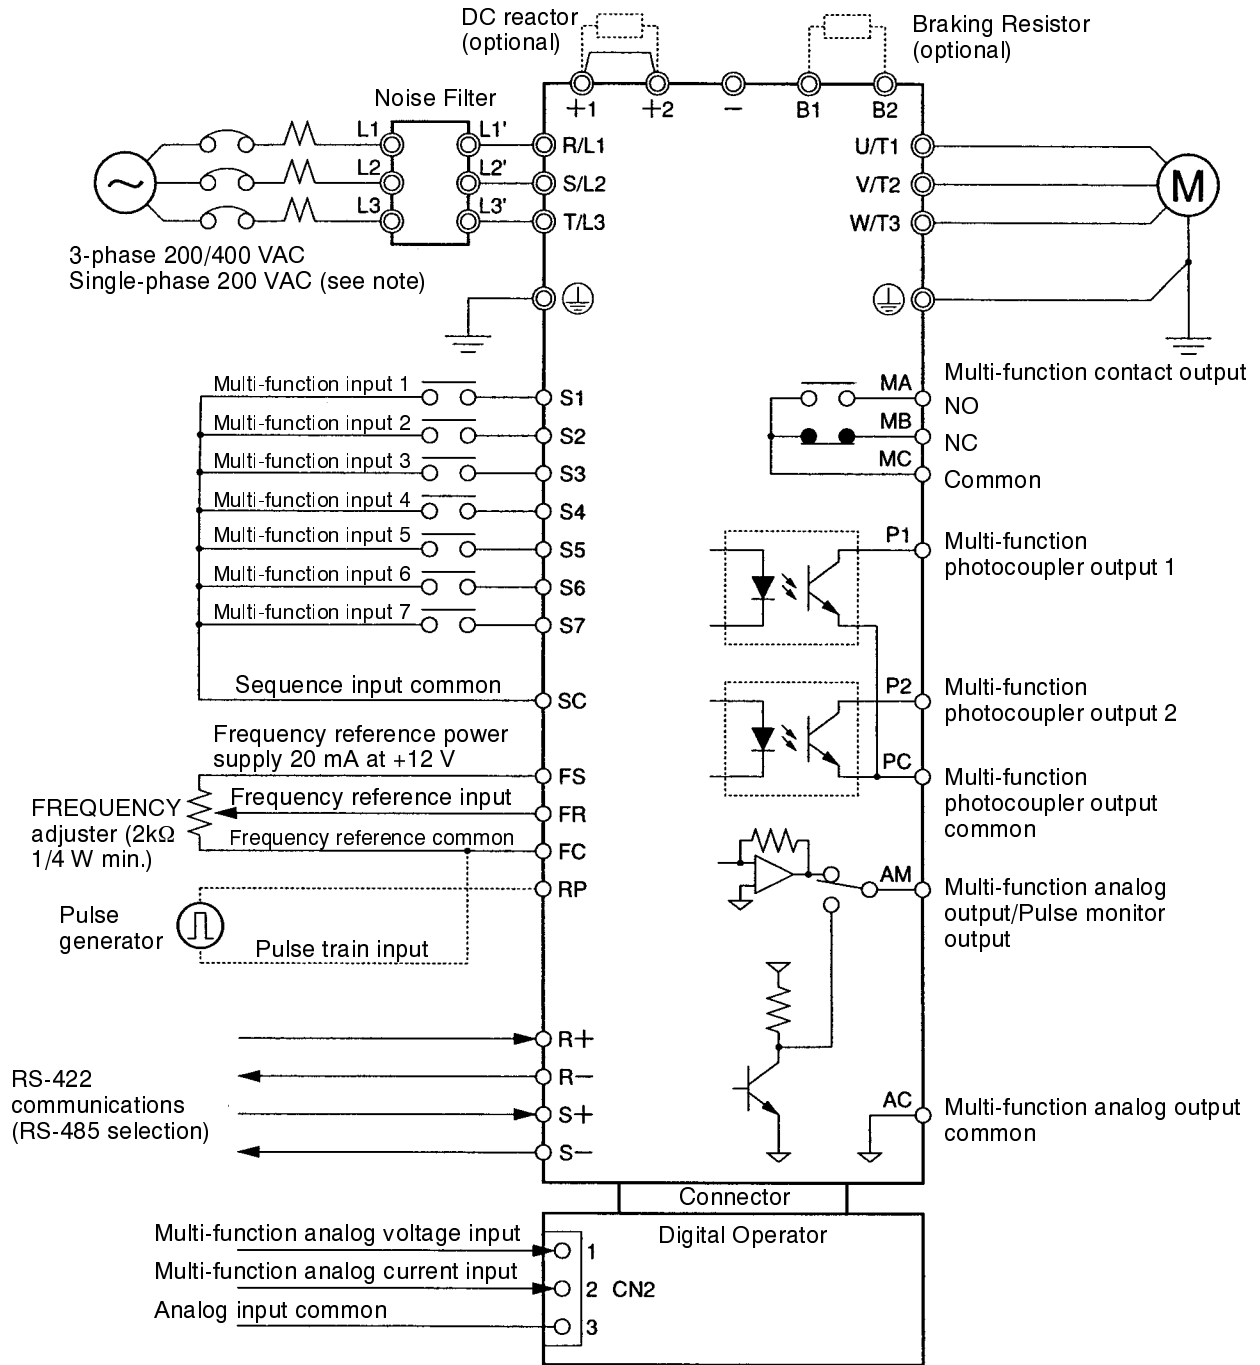 DC reactor
(optional)
Braking Resistor
(optional)
+1
+2
−
B1
B2
Noise Filter
L1
L1'
R/L1
U/T1
L2
L2'
S/L2
V/T2
L3
L3'
T/L3
W/T3
~
M
3-phase 200/400 VAC
Single-phase 200 VAC (see note)
Multi-function input 1
S1
Multi-function input 2
S2
Multi-function input 3
S3
Multi-function input 4
S4
Multi-function input 5
S5
Multi-function input 6
S6
Multi-function input 7
S7
Sequence input common
SC
Frequency reference power
supply 20 mA at +12 V
FS
Frequency reference input
FR
FREQUENCY
adjuster (2kΩ
1/4 W min.)
Frequency reference common
FC
RP
Pulse
generator
Pulse train input
RS-422
communications
(RS-485 selection)
R+
R−
S+
S−
MA
Multi-function contact output
NO
MB
NC
MC
Common
P1
Multi-function
photocoupler output 1
P2
Multi-function
photocoupler output 2
PC
Multi-function
photocoupler output
common
AM
Multi-function analog
output/Pulse monitor
output
AC
Multi-function analog output
common
Connector
Digital Operator
Multi-function analog voltage input
1
Multi-function analog current input
2 CN2
Analog input common
3